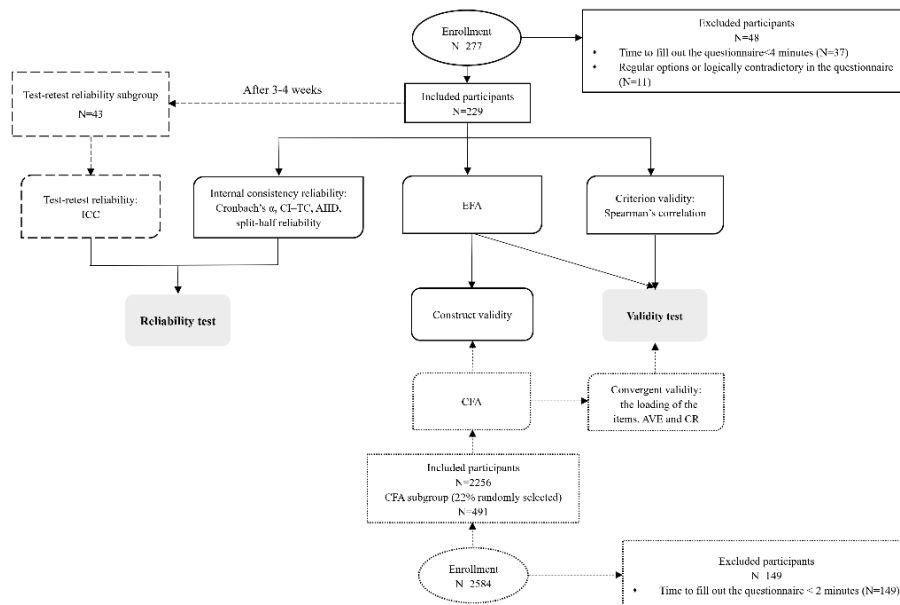 Enrollment
N 277
Excluded participants
N=48
• Time to fill out the questionnaire<4 minutes (N=37)
• Regular options or logically contradictory in the questionnaire
(N=11)
Test-retest reliability subgroup
N=43
After 3-4 weeks
Included participants
N=229
Test-retest reliability:
ICC
Internal consistency reliability:
Cronbach's α, CI–TC, AIID,
split-half reliability
EFA
Criterion validity:
Spearman's correlation
Reliability test
Construct validity
Validity test
CFA
Convergent validity:
the loading of the
items, AVE and CR
Included participants
N=2256
CFA subgroup (22% randomly selected)
N=491
Enrollment
N 2584
Excluded participants
N 149
• Time to fill out the questionnaire < 2 minutes (N=149)